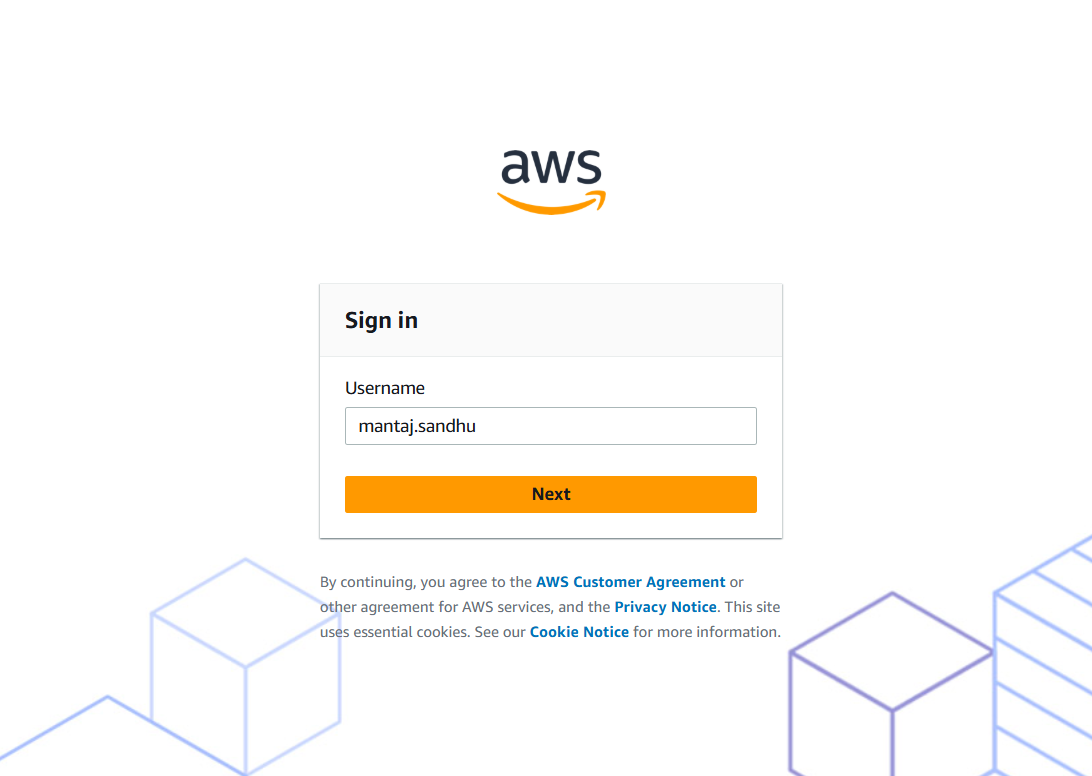 aws
Sign in
Username
mantaj.sandhu
Next
By continuing, you agree to the AWS Customer Agreement or
other agreement for AWS services, and the Privacy Notice. This site
uses essential cookies. See our Cookie Notice for more information.